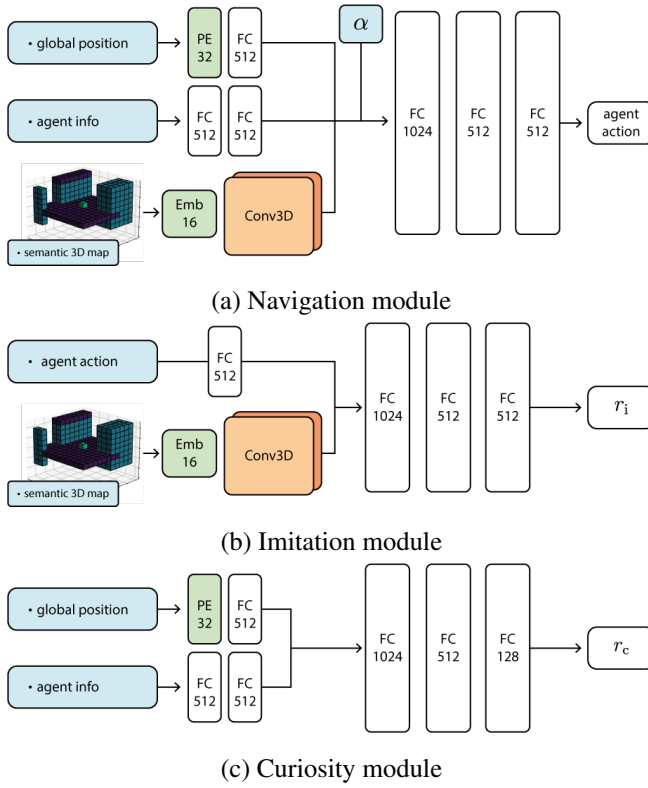 • global position
PE
32
FC
512
α
• agent info
FC
512
FC
512
FC
1024
FC
512
FC
512
agent
action
• semantic 3D map
Emb
16
Conv3D
(a) Navigation module
• agent action
FC
512
• semantic 3D map
Emb
16
Conv3D
FC
1024
FC
512
FC
512
r_i
(b) Imitation module
• global position
PE
32
FC
512
• agent info
FC
512
FC
512
FC
1024
FC
512
FC
128
r_c
(c) Curiosity module